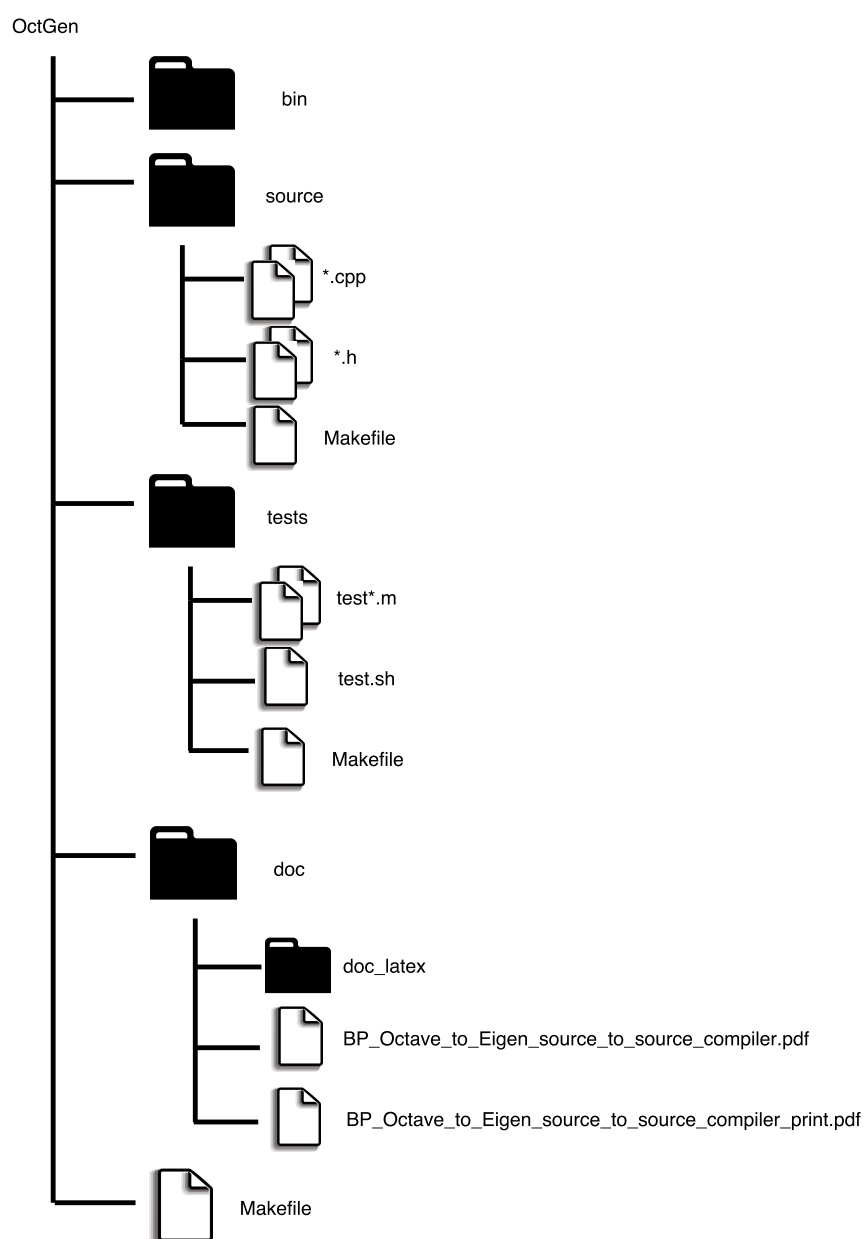 OctGen
bin
source
*.cpp
*.h
Makefile
tests
test*.m
test.sh
Makefile
doc
doc_latex
BP_Octave_to_Eigen_source_to_source_compiler.pdf
BP_Octave_to_Eigen_source_to_source_compiler_print.pdf
Makefile